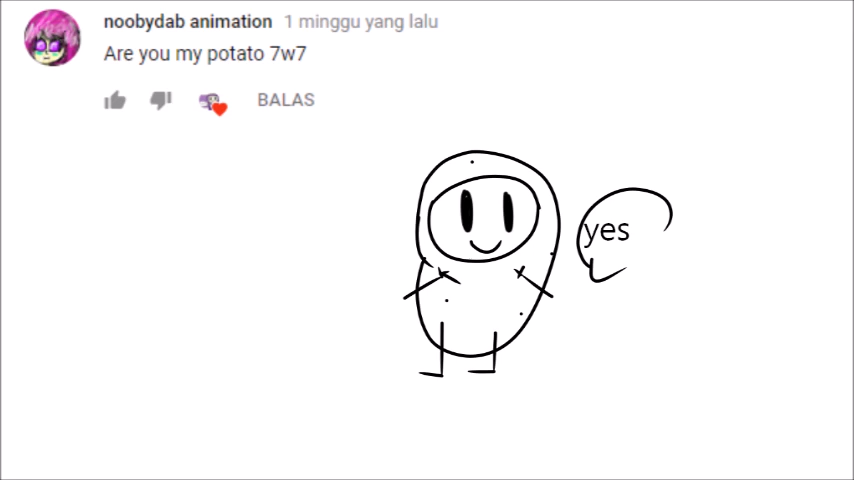 noobydab animation 1 minggu yang lalu
Are you my potato 7w7
BALAS
yes